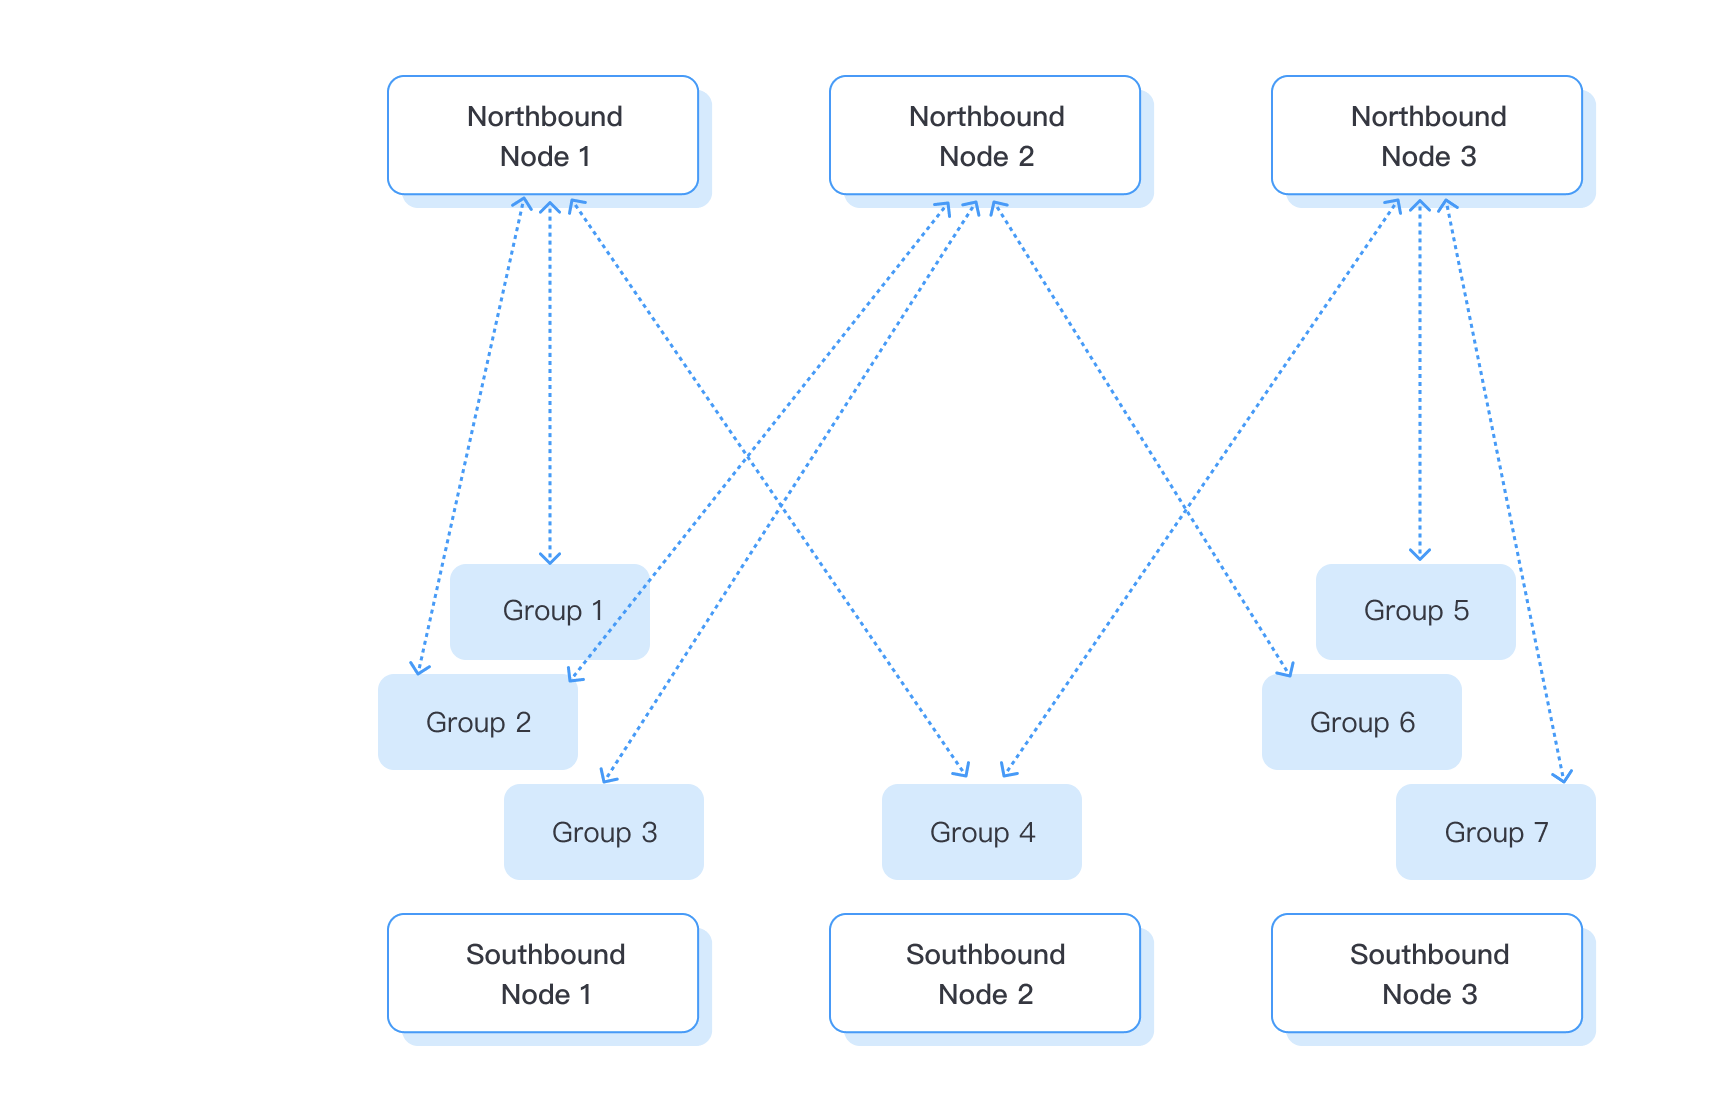 Northbound
Node 1
Northbound
Node 2
Northbound
Node 3
Group 1
Group 5
Group 2
Group 6
Group 3
Group 4
Group 7
Southbound
Node 1
Southbound
Node 2
Southbound
Node 3